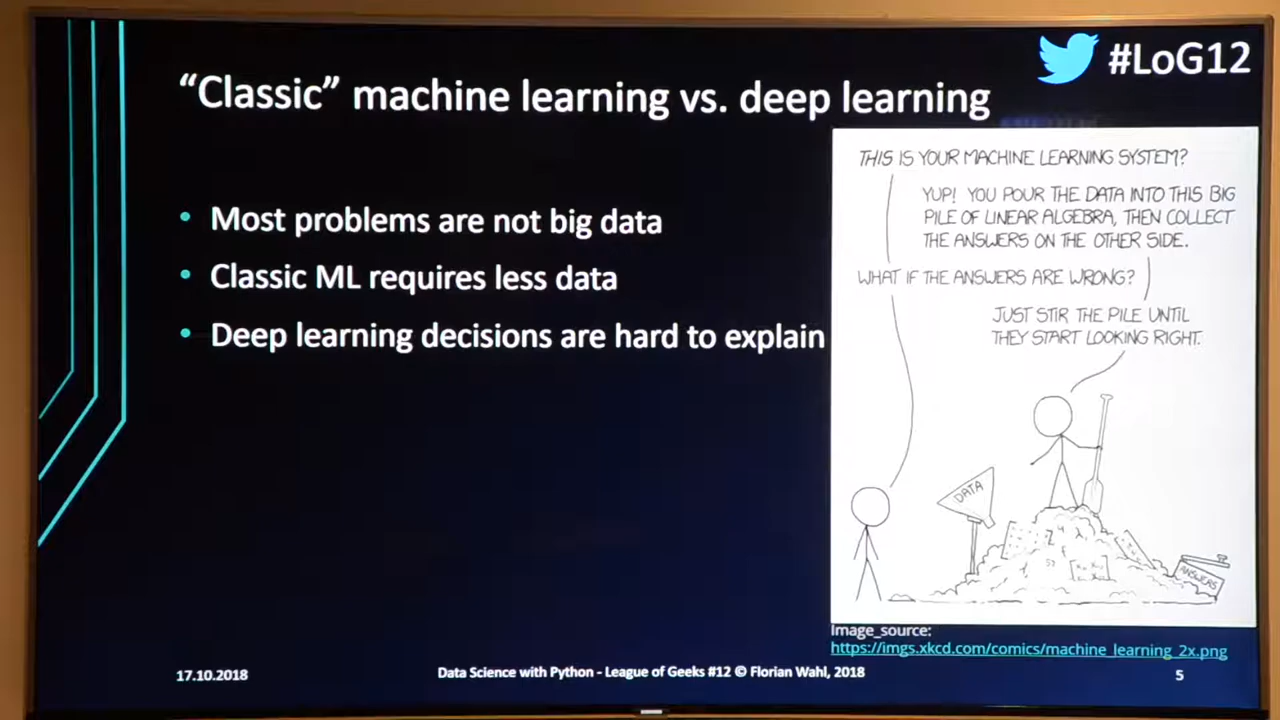 #LoG12
“Classic” machine learning vs. deep learning
• Most problems are not big data
• Classic ML requires less data
• Deep learning decisions are hard to explain
THIS IS YOUR MACHINE LEARNING SYSTEM?
YUP! YOU POUR THE DATA INTO THIS BIG
PILE OF LINEAR ALGEBRA, THEN COLLECT
THE ANSWERS ON THE OTHER SIDE.
WHAT IF THE ANSWERS ARE WRONG?
JUST STIR THE PILE UNTIL
THEY START LOOKING RIGHT.
DATA
ANSWERS
Image_source:
https://imgs.xkcd.com/comics/machine_learning_2x.png
17.10.2018
Data Science with Python - League of Geeks #12 © Florian Wahl, 2018
5